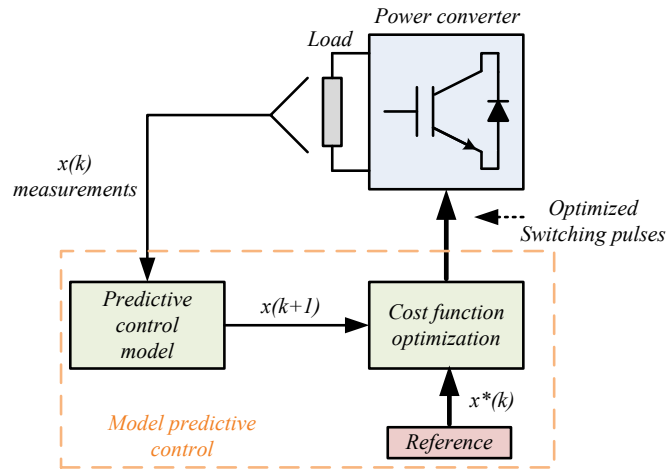 Power converter
Load
x(k)
measurements
Optimized
Switching pulses
Predictive
control
model
x(k+1)
Cost function
optimization
x*(k)
Model predictive
control
Reference